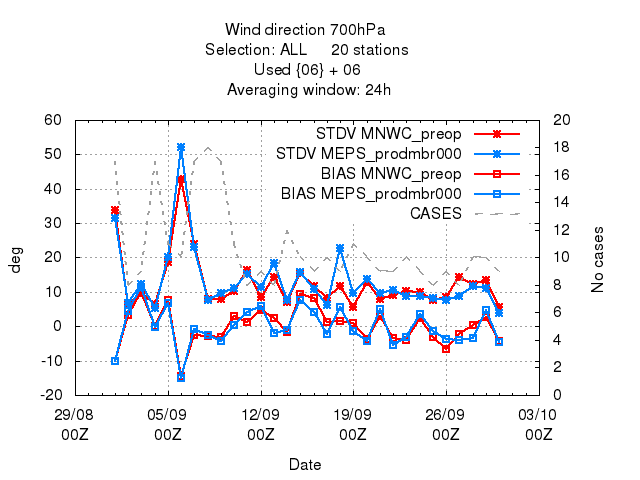 Wind direction 700hPa
Selection: ALL 20 stations
Used {06} + 06
Averaging window: 24h
STDV MNWC_preop
STDV MEPS_prodmbr000
BIAS MNWC_preop
BIAS MEPS_prodmbr000
CASES
60
50
40
30
20
10
0
-10
-20
deg
20
18
16
14
12
10
8
6
4
2
0
No cases
29/08 05/09 12/09 19/09 26/09 03/10
00Z 00Z 00Z 00Z 00Z 00Z
Date